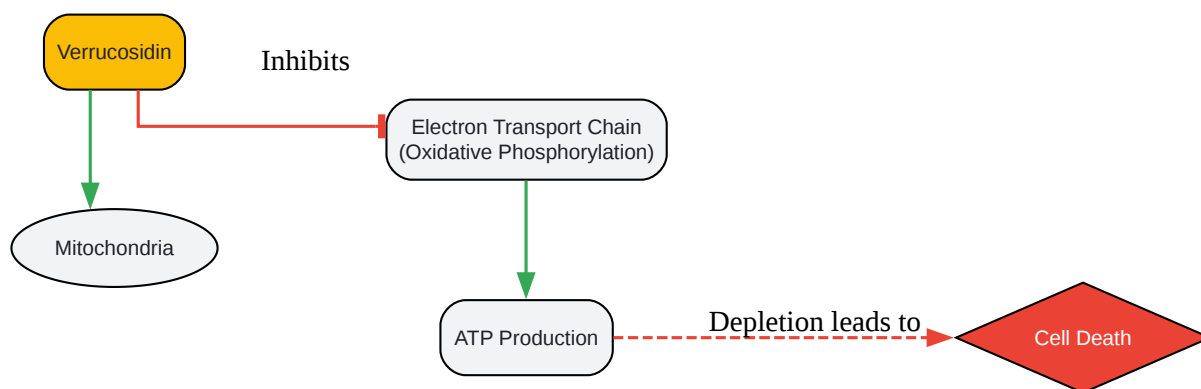 Verrucosidin
Inhibits
Electron Transport Chain
(Oxidative Phosphorylation)
Mitochondria
ATP Production
Depletion leads to
Cell Death